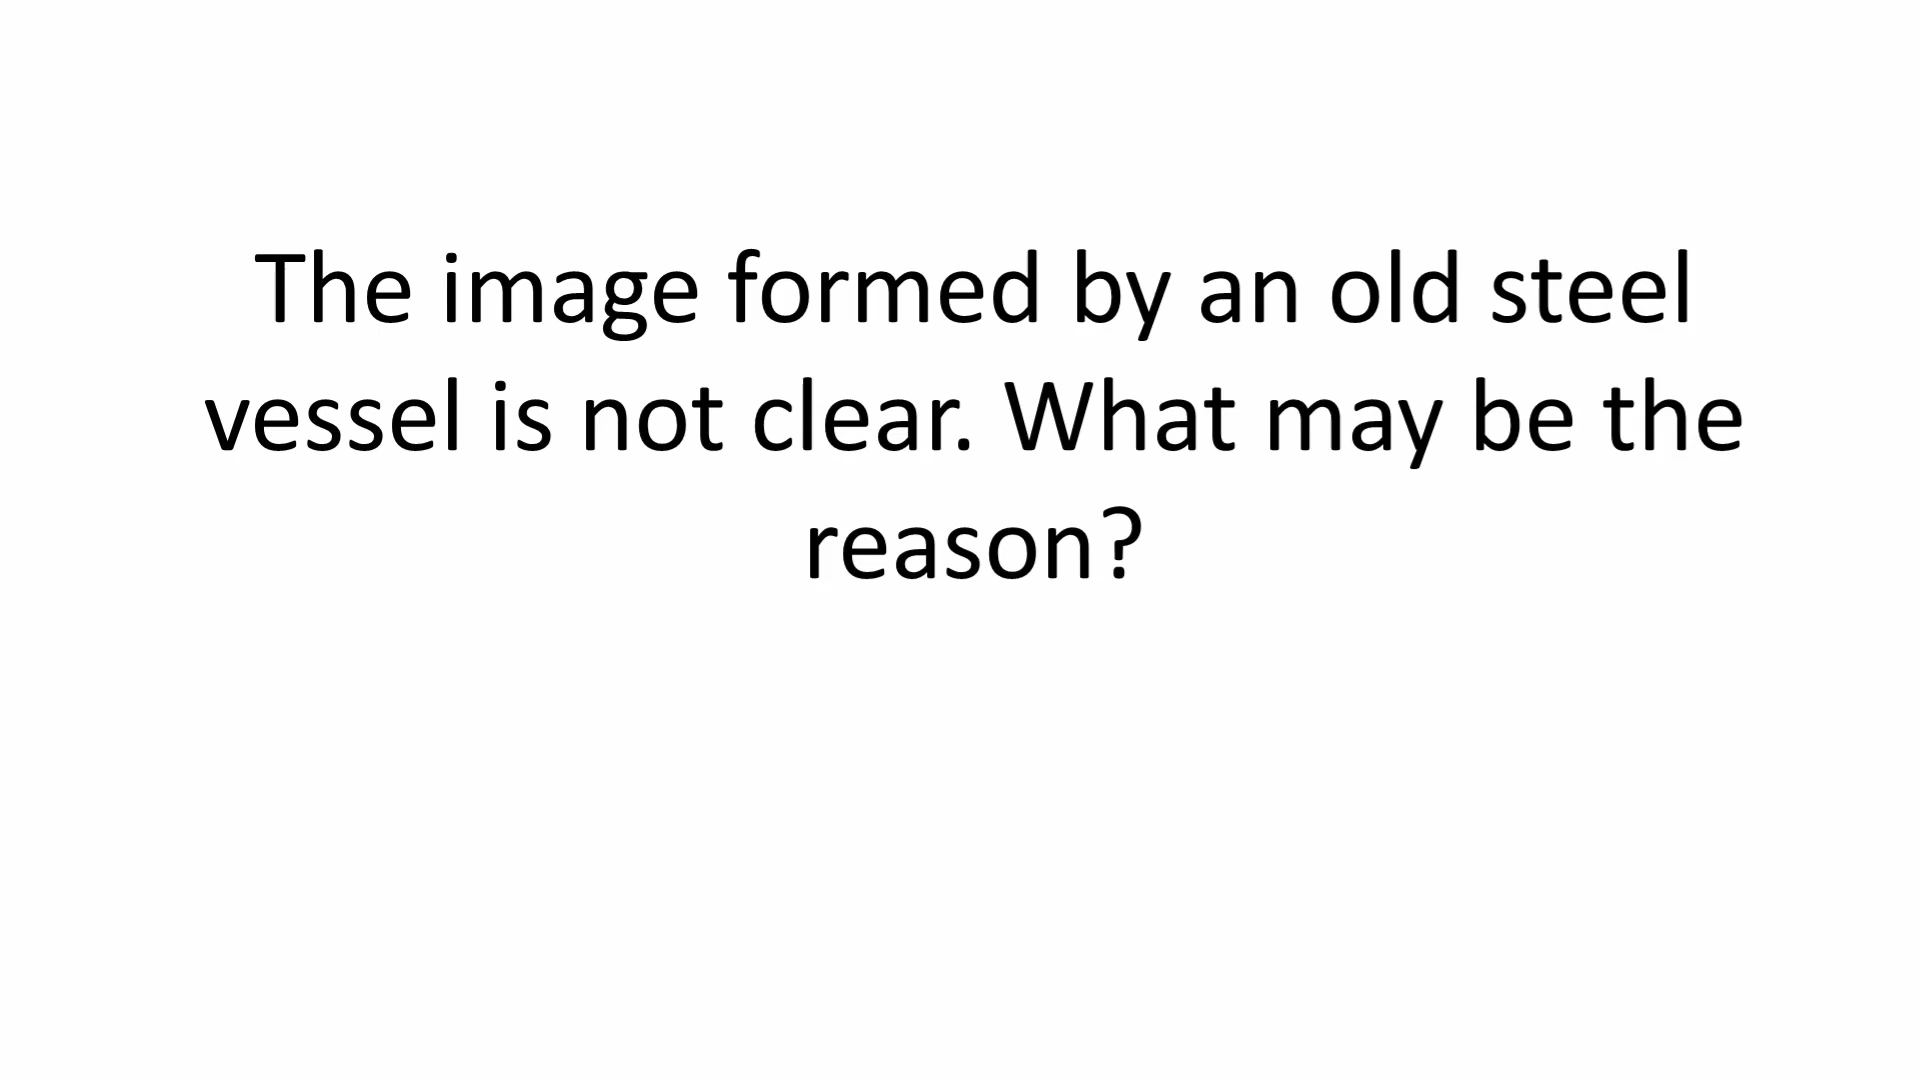 The image formed by an old steel
vessel is not clear. What may be the
reason?